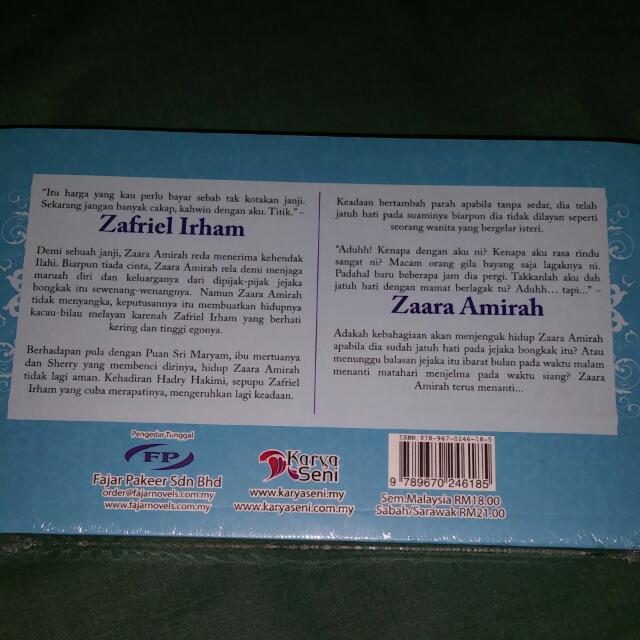 "Itu harga yang kau perlu bayar sebab tak kotakan janji.
Sekarang jangan banyak cakap, kahwin dengan aku. Titik." –
Zafriel Irham
Demi sebuah janji, Zaara Amirah reda menerima kehendak
Ilahi. Biarpun tiada cinta, Zaara Amirah rela demi menjaga
maruah diri dan keluarganya dari dipijak-pijak jejaka
bongkak itu sewenang-wenangnya. Namun Zaara Amirah
tidak menyangka, keputusannya itu membuatkan hidupnya
kacau-bilau melayan karenah Zafriel Irham yang berhati
kering dan tinggi egonya.
Berhadapan pula dengan Puan Sri Maryam, ibu mertuanya
dan Sherry yang membenci dirinya, hidup Zaara Amirah
tidak lagi aman. Kehadiran Hadry Hakimi, sepupu Zafriel
Irham yang cuba merapatinya, mengeruhkan lagi keadaan.
Keadaan bertambah parah apabila tanpa sedar, dia telah
jatuh hati pada suaminya biarpun dia tidak dilayan seperti
seorang wanita yang bergelar isteri.
"Aduhh! Kenapa dengan aku ni? Kenapa aku rasa rindu
sangat ni? Macam orang gila bayang saja lagaknya ni.
Padahal baru beberapa jam dia pergi. Takkanlah aku dah
jatuh hati dengan mamat berlagak tu? Aduhh... tapi..." –
Zaara Amirah
Adakah kebahagiaan akan menjenguk hidup Zaara Amirah
apabila dia sudah jatuh hati pada jejaka bongkak itu? Atau
menunggu balasan jejaka itu ibarat bulan pada waktu malam
menanti matahari menjelma pada waktu siang? Zaara
Amirah terus menanti...
Pengedar Tunggal
FP
Fajar Pakeer Sdn Bhd
order@fajarnovels.com.my
www.fajarnovels.com.my
Karya
Seni
www.karyaseni.my
www.karyaseni.com.my
ISBN 978-967-0246-18-5
9 789670 246185
Sem.Malaysia RM18.00
Sabah/Sarawak RM21.00